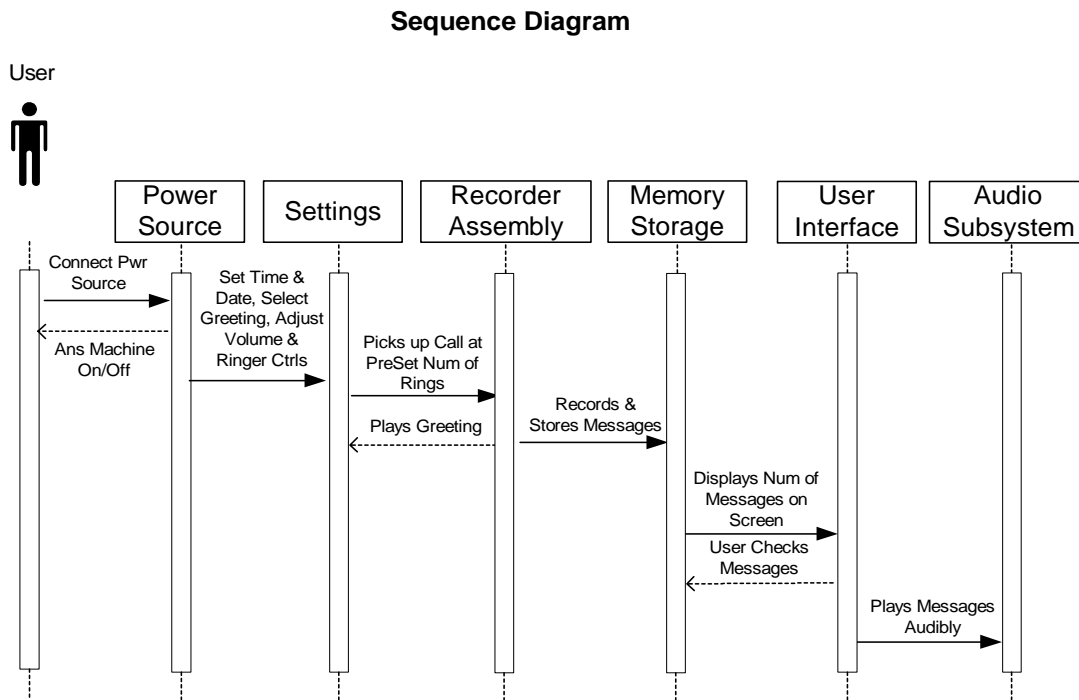 Sequence Diagram
User
Power
Source
Settings
Recorder
Assembly
Memory
Storage
User
Interface
Audio
Subsystem
Connect Pwr
Source
Ans Machine
On/Off
Set Time &
Date, Select
Greeting, Adjust
Volume &
Ringer Ctrls
Picks up Call at
PreSet Num of
Rings
Plays Greeting
Records &
Stores Messages
Displays Num of
Messages on
Screen
User Checks
Messages
Plays Messages
Audibly